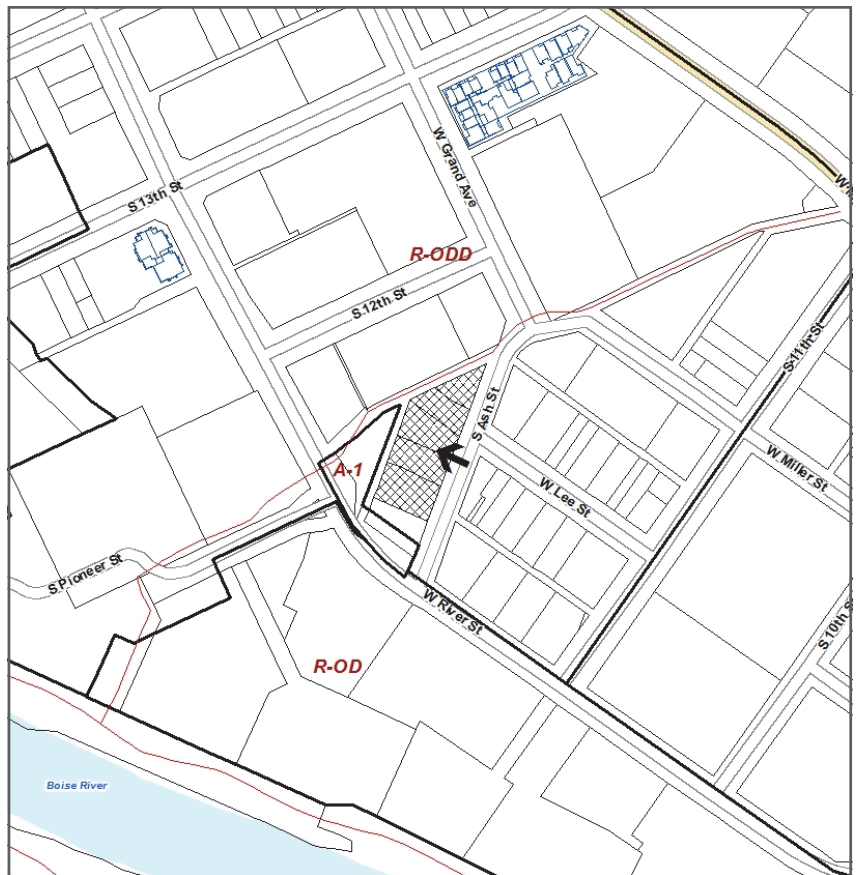 W Grand Ave
S 13th St
R-ODD
S 12th St
S 11th St
S Ash St
W Miller St
A-1
W Lee St
S Pioneer St
W River St
S 10th S
R-OD
Boise River